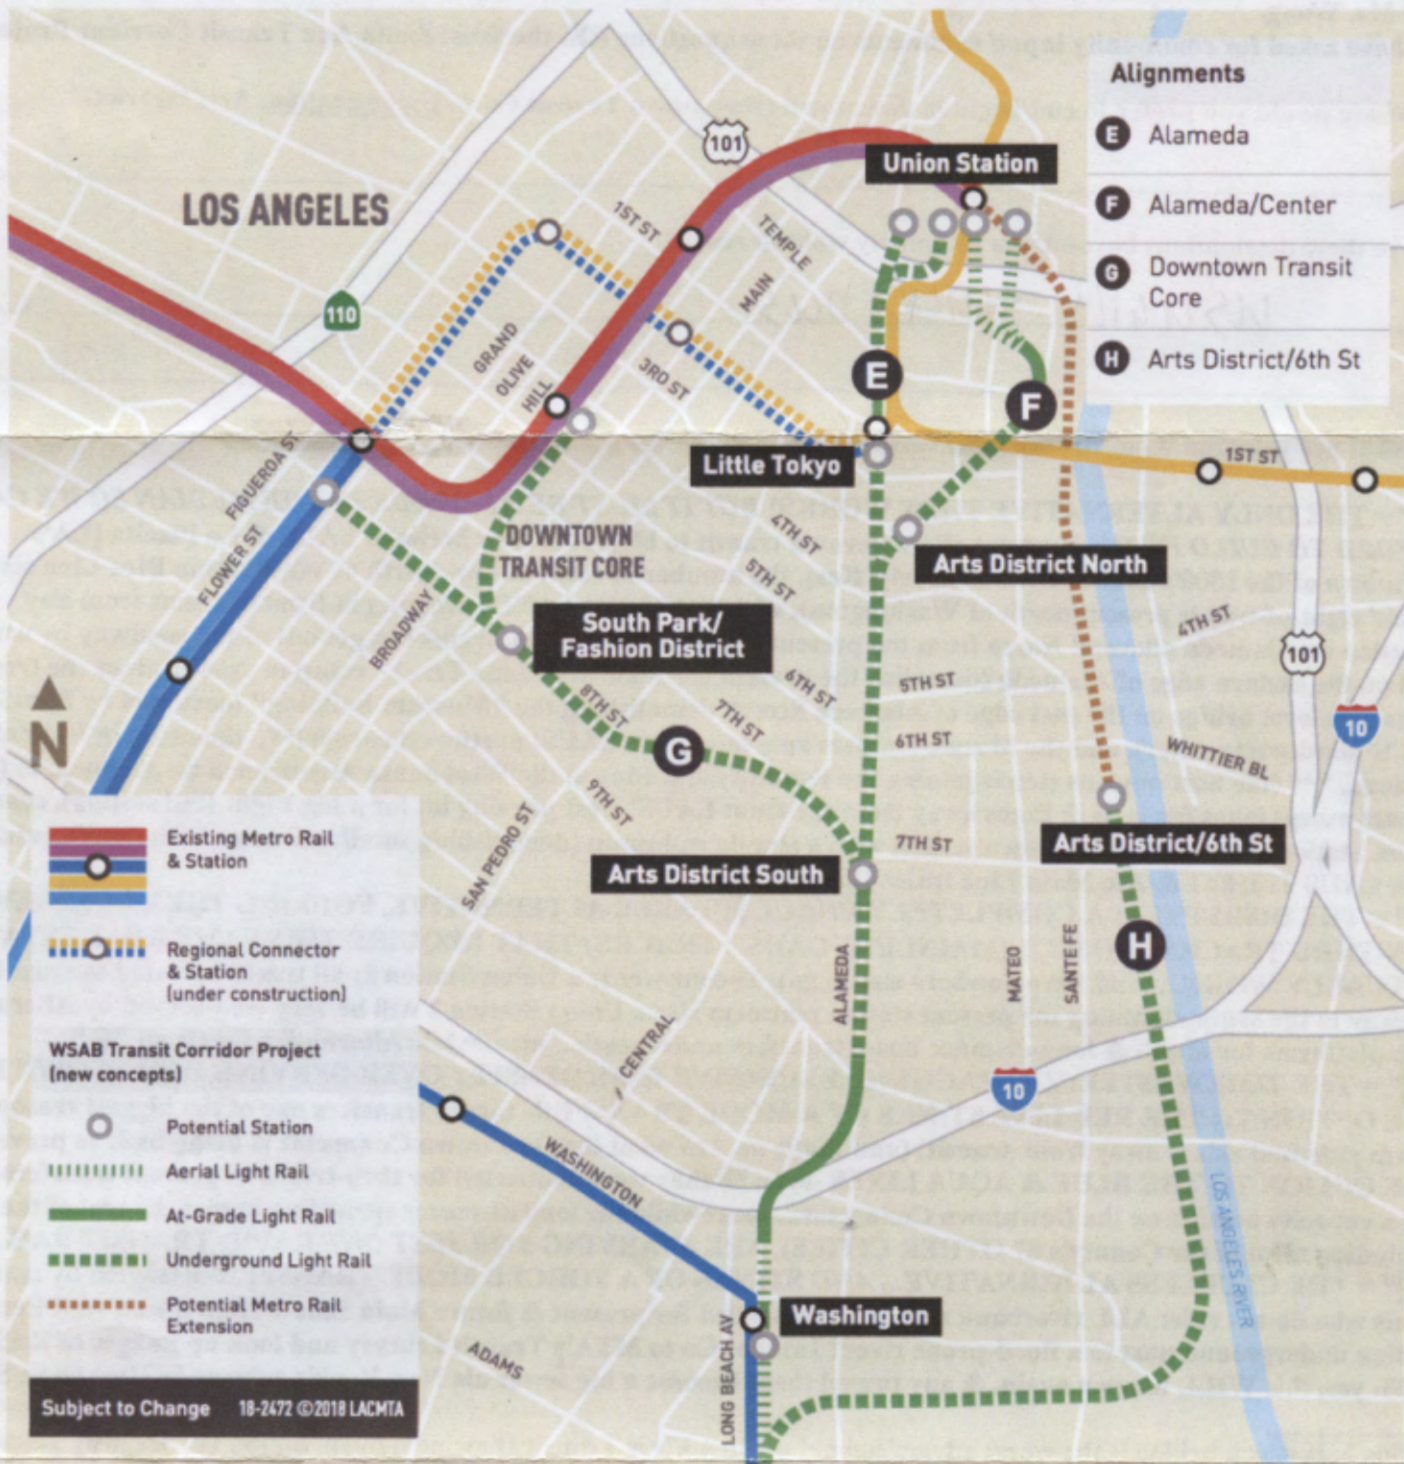 Alignments
E Alameda
F Alameda/Center
G Downtown Transit
Core
H Arts District/6th St
101
Union Station
LOS ANGELES
1ST ST
TEMPLE
MAIN
110
GRAND
OLIVE
HILL
3RD ST
E
F
Little Tokyo
1ST ST
FIGUEROA ST
FLOWER ST
DOWNTOWN
TRANSIT CORE
4TH ST
5TH ST
Arts District North
BROADWAY
South Park/
Fashion District
4TH ST
101
6TH ST
5TH ST
8TH ST
7TH ST
6TH ST
10
N
G
WHITTIER BL
9TH ST
SAN PEDRO ST
7TH ST
Arts District/6th St
Arts District South
Existing Metro Rail
& Station
Regional Connector
& Station
(under construction)
ALAMEDA
MATEO
SANTE FE
H
WSAB Transit Corridor Project
(new concepts)
CENTRAL
10
Potential Station
Aerial Light Rail
At-Grade Light Rail
Underground Light Rail
Potential Metro Rail
Extension
WASHINGTON
LOS ANGELES RIVER
Washington
LONG BEACH AV
ADAMS
Subject to Change 18-2472 ©2018 LACMTA